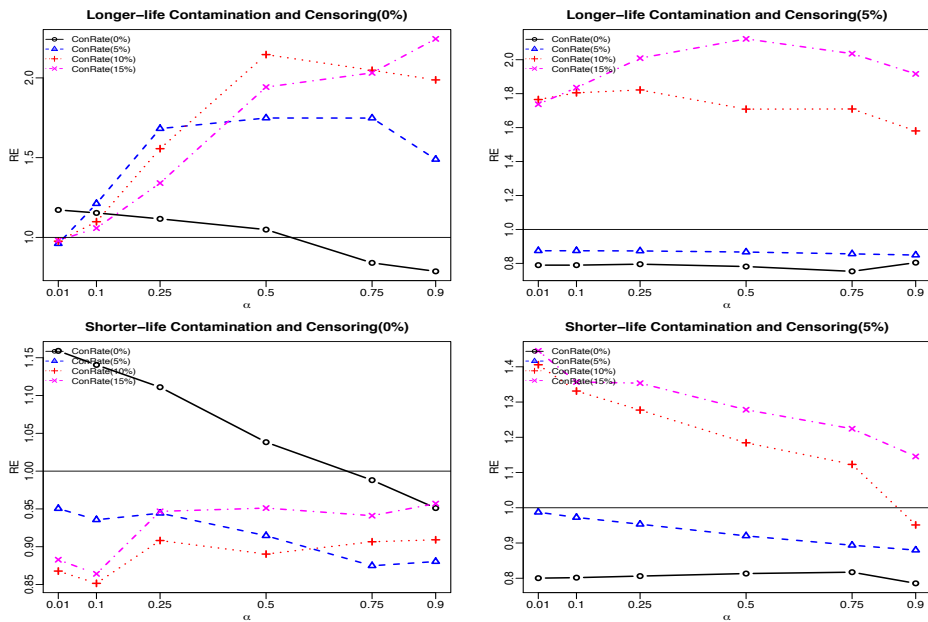 Longer−life Contamination and Censoring(0%)
ConRate(0%)
ConRate(5%)
ConRate(10%)
ConRate(15%)
RE
1.0
1.5
2.0
0.01
0.1
0.25
0.5
0.75
0.9
α
Longer−life Contamination and Censoring(5%)
ConRate(0%)
ConRate(5%)
ConRate(10%)
ConRate(15%)
RE
0.8
1.0
1.2
1.4
1.6
1.8
2.0
0.01
0.1
0.25
0.5
0.75
0.9
α
Shorter−life Contamination and Censoring(0%)
ConRate(0%)
ConRate(5%)
ConRate(10%)
ConRate(15%)
RE
0.85
0.90
0.95
1.00
1.05
1.10
1.15
0.01
0.1
0.25
0.5
0.75
0.9
α
Shorter−life Contamination and Censoring(5%)
ConRate(0%)
ConRate(5%)
ConRate(10%)
ConRate(15%)
RE
0.8
0.9
1.0
1.1
1.2
1.3
1.4
0.01
0.1
0.25
0.5
0.75
0.9
α